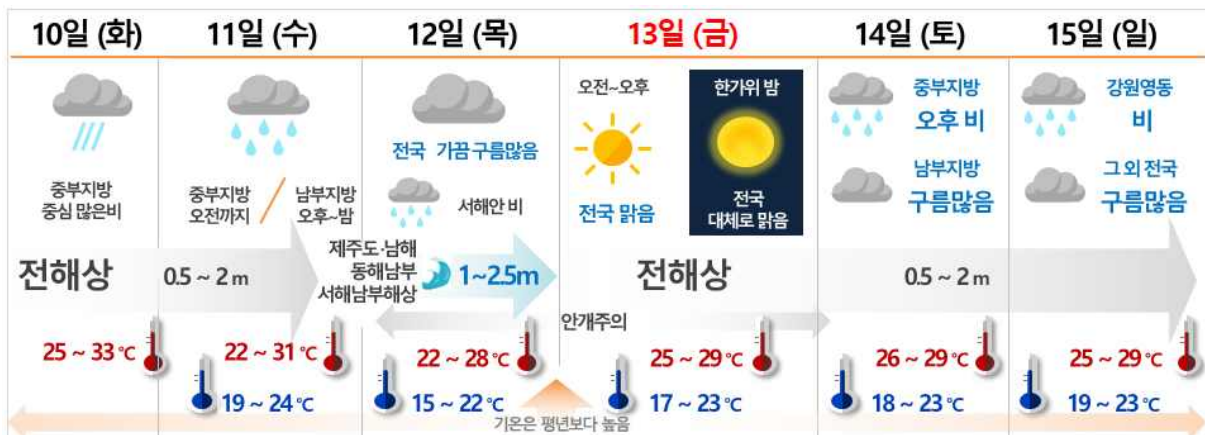 10일 (화)
11일 (수)
12일 (목)
13일 (금)
14일 (토)
15일 (일)
중부지방
중심 많은비
중부지방
오전까지
남부지방
오후~밤
전국 가끔 구름많음
서해안 비
오전~오후
전국 맑음
한가위 밤
전국
대체로 맑음
중부지방
오후 비
남부지방
구름많음
강원영동
비
그 외 전국
구름많음
전해상
0.5 ~ 2 m
제주도·남해
동해남부
서해남부해상
1~2.5m
전해상
0.5 ~ 2 m
안개주의
25 ~ 33 ℃
22 ~ 31 ℃
22 ~ 28 ℃
25 ~ 29 ℃
26 ~ 29 ℃
25 ~ 29 ℃
19 ~ 24 ℃
15 ~ 22 ℃
17 ~ 23 ℃
18 ~ 23 ℃
19 ~ 23 ℃
기온은 평년보다 높음